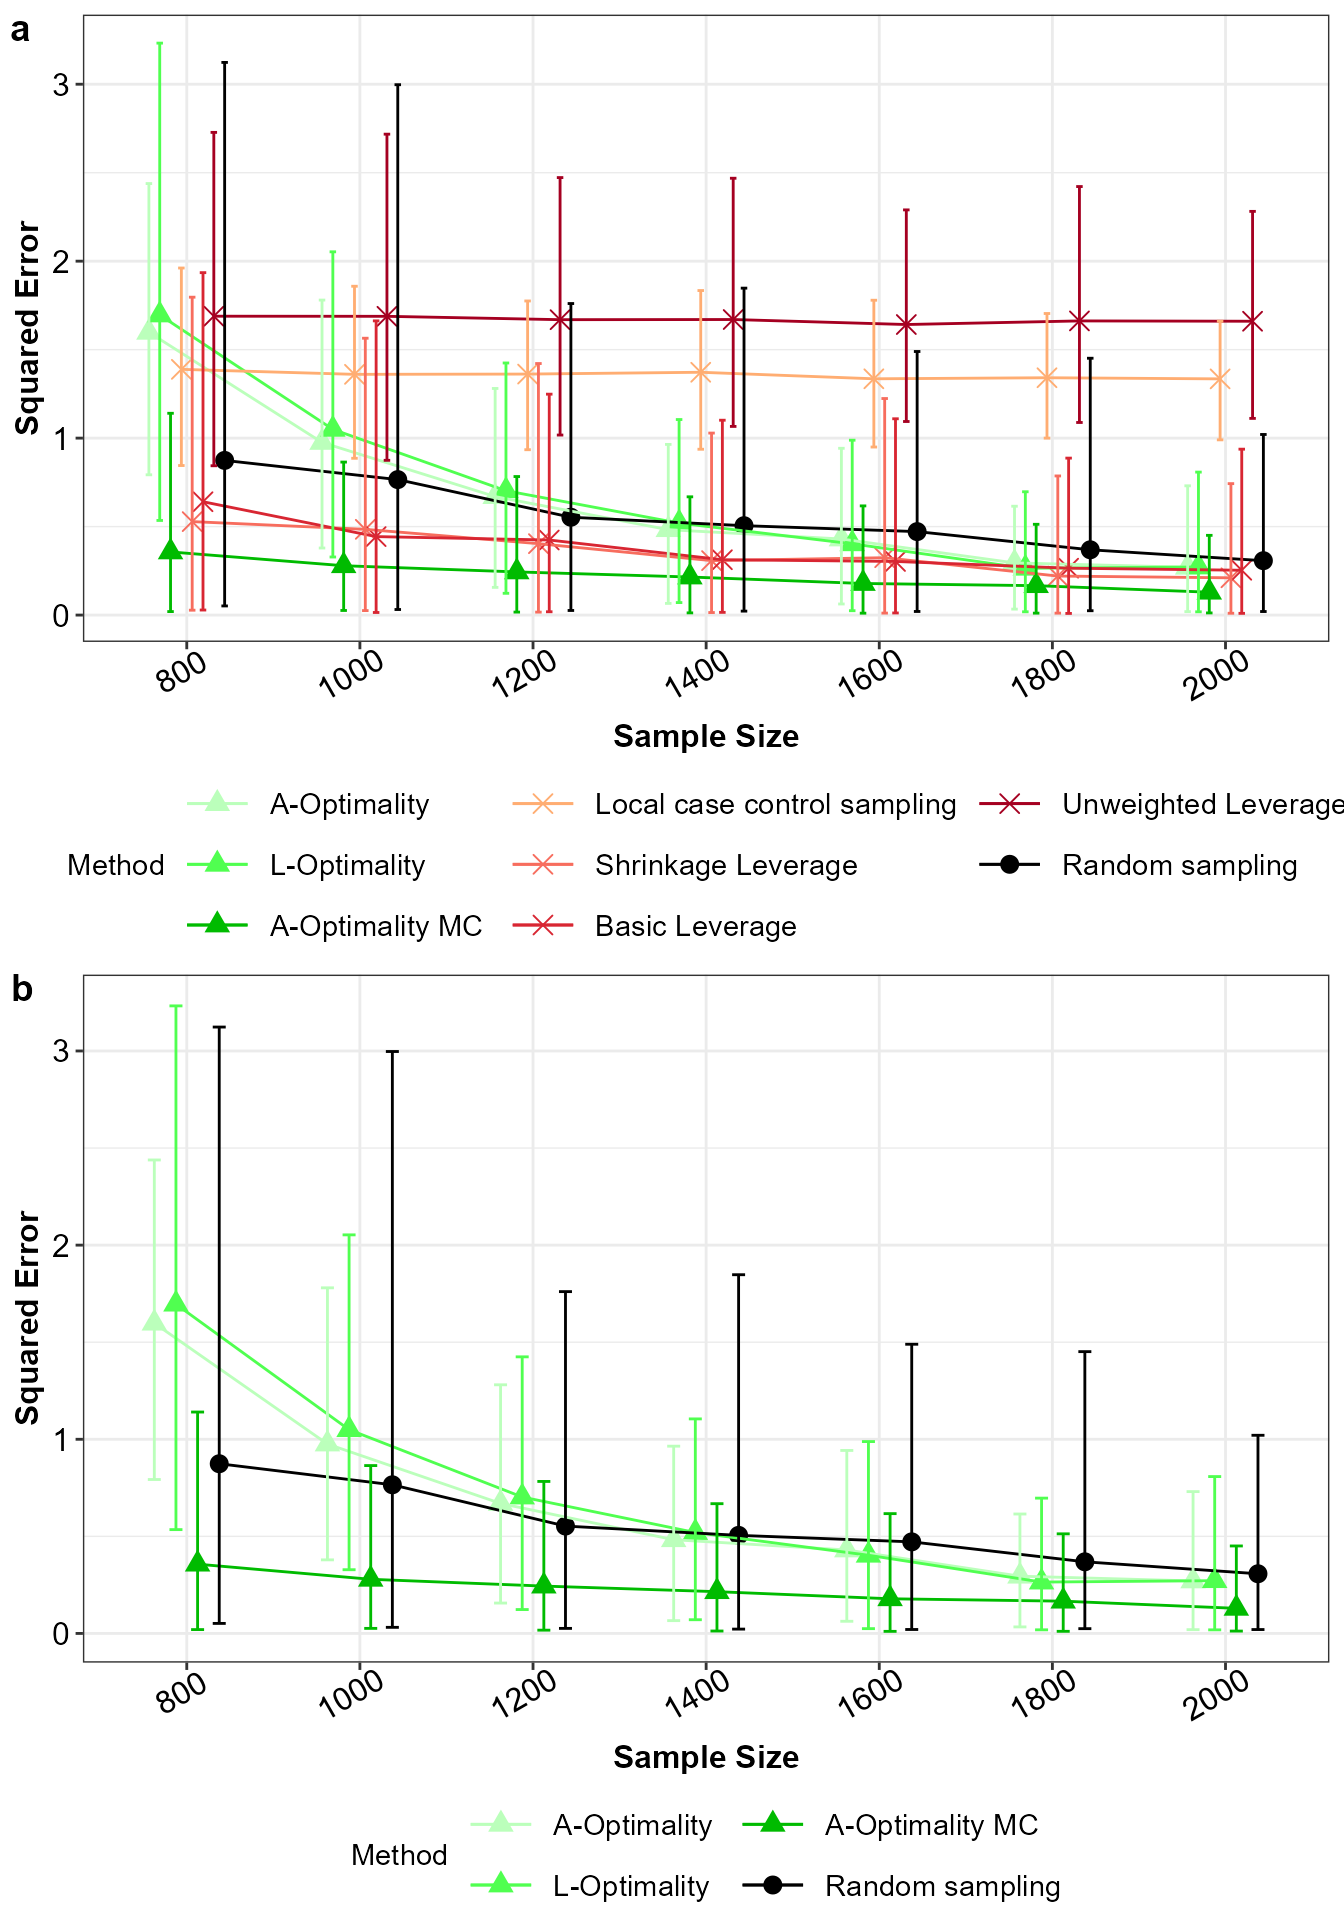 a
3
2
1
0
Squared Error
800 1000 1200 1400 1600 1800 2000
Sample Size
Method
A-Optimality
L-Optimality
A-Optimality MC
Local case control sampling
Shrinkage Leverage
Basic Leverage
Unweighted Leverage
Random sampling
b
3
2
1
0
Squared Error
800 1000 1200 1400 1600 1800 2000
Sample Size
Method
A-Optimality
L-Optimality
A-Optimality MC
Random sampling